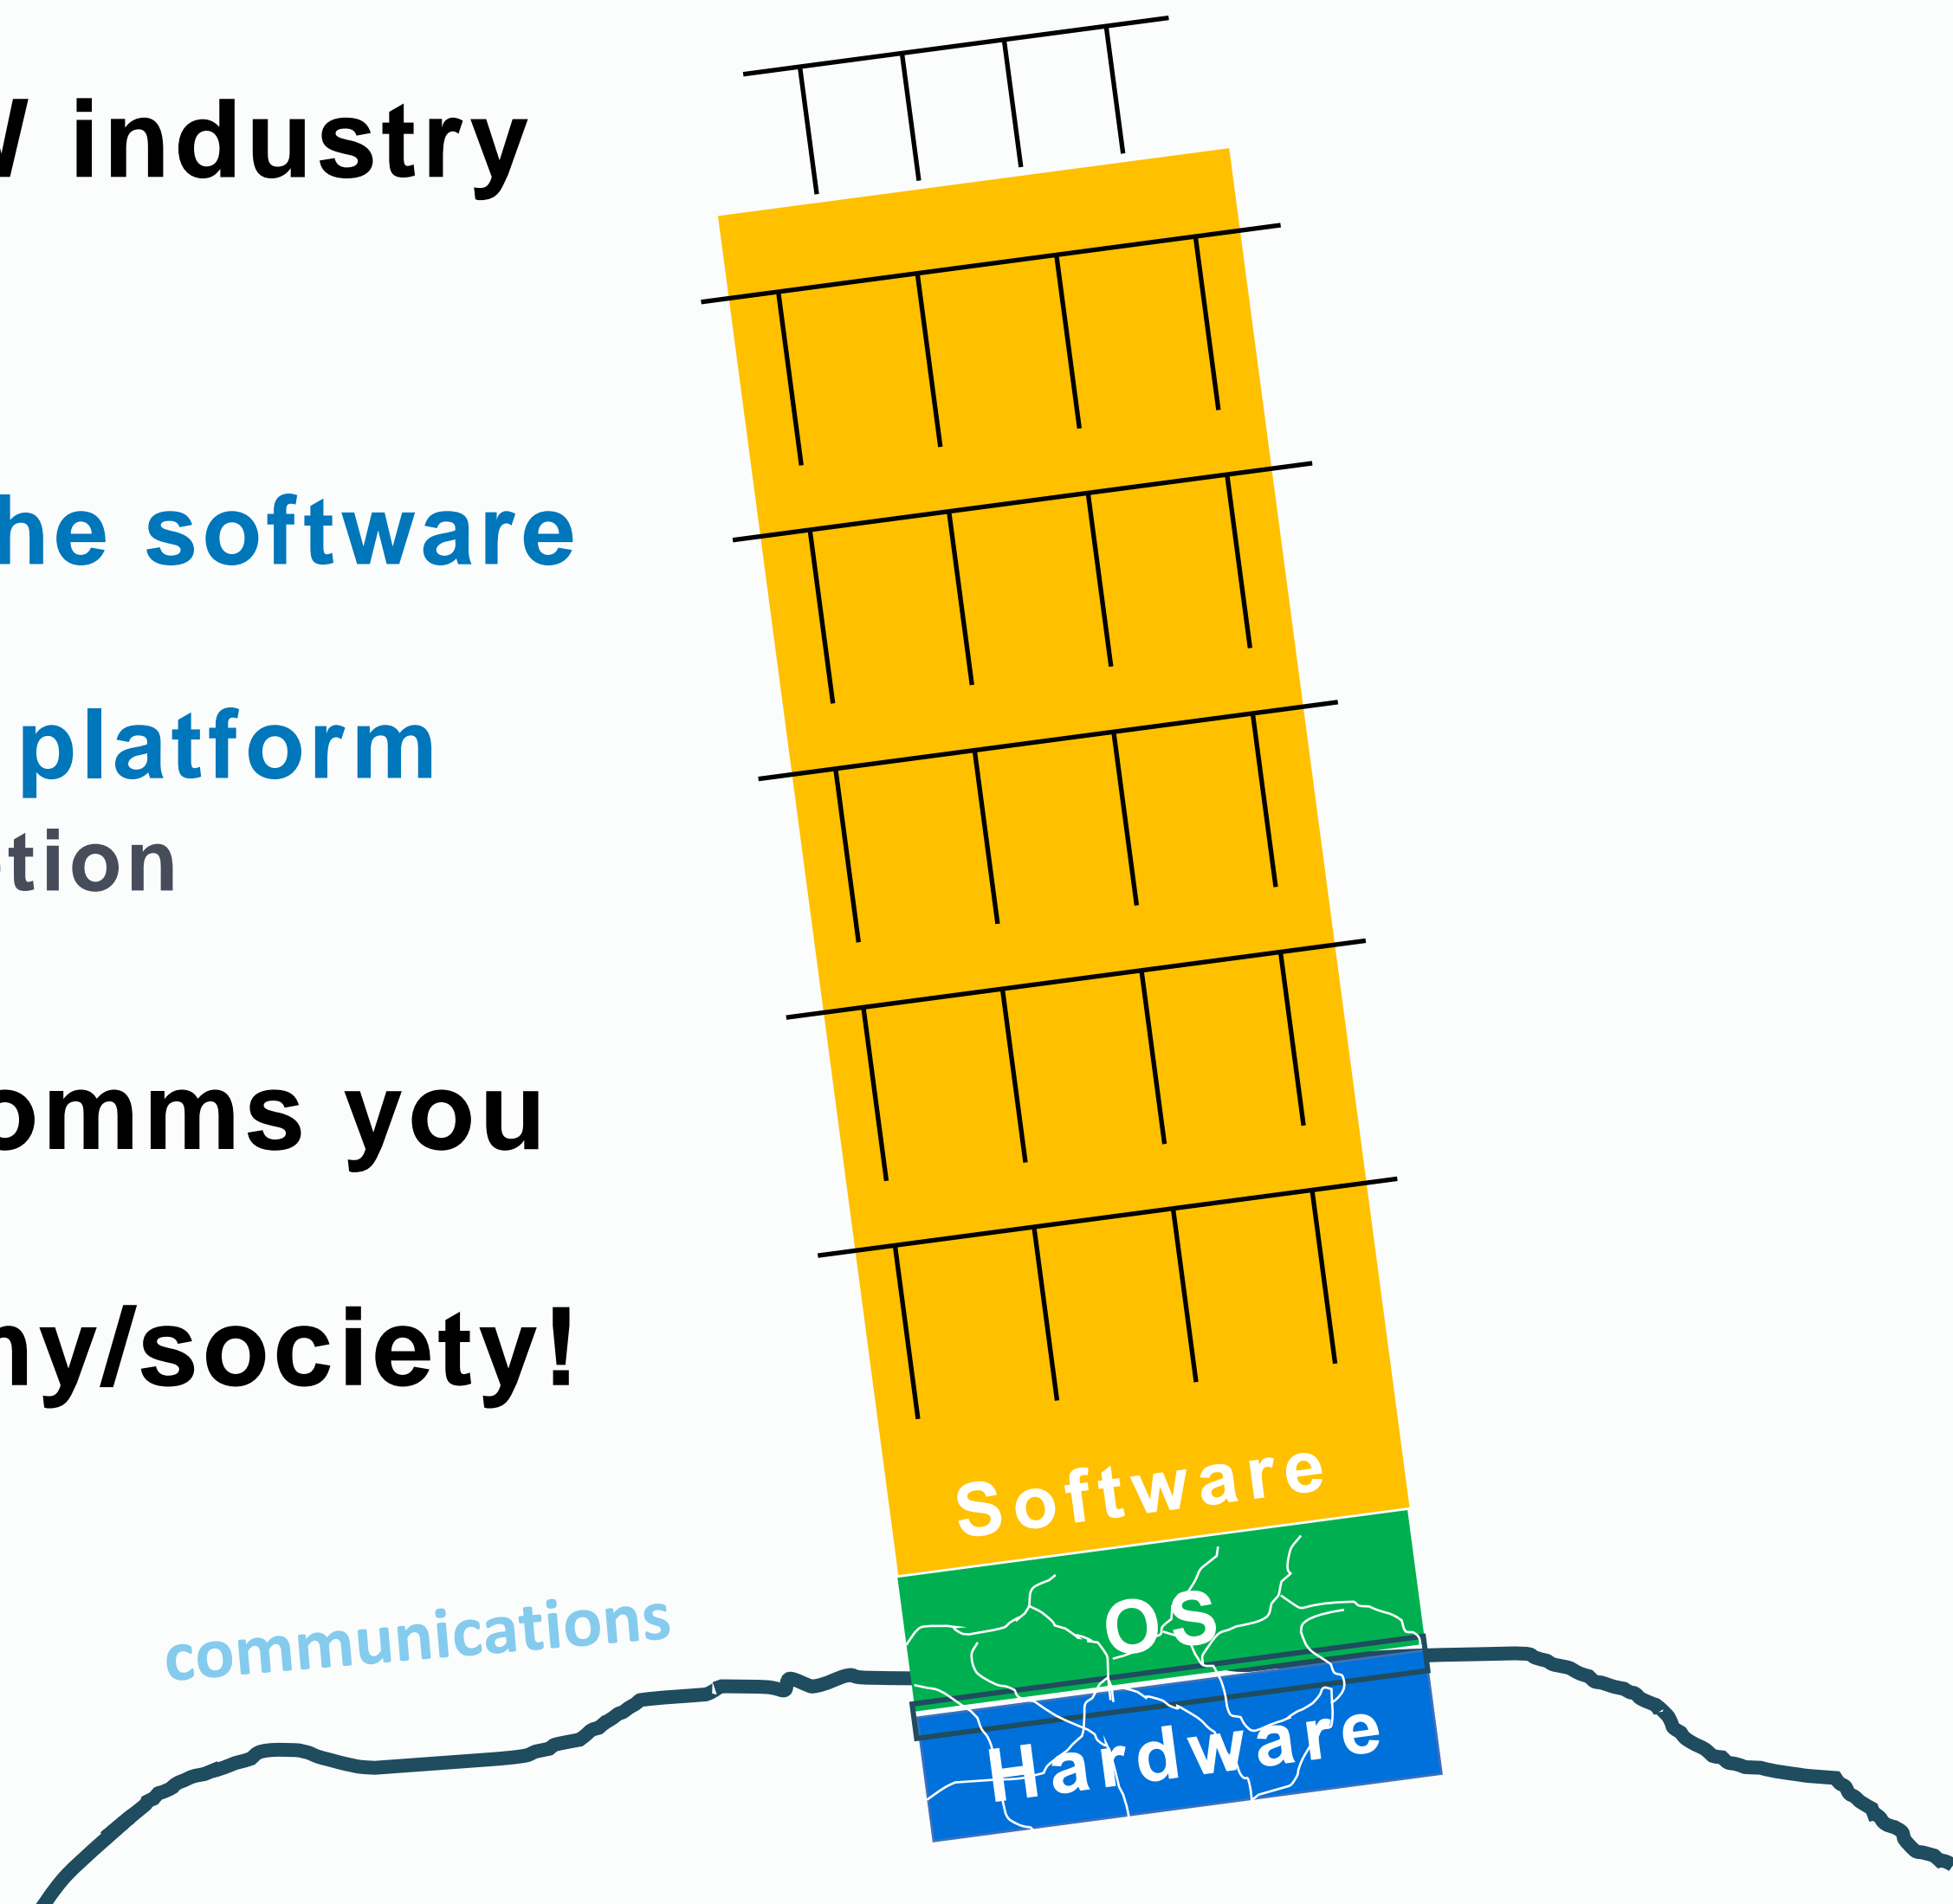 industry
he software
platform
tion
omms you
ny/society!
Software
OS
communications
Hardware